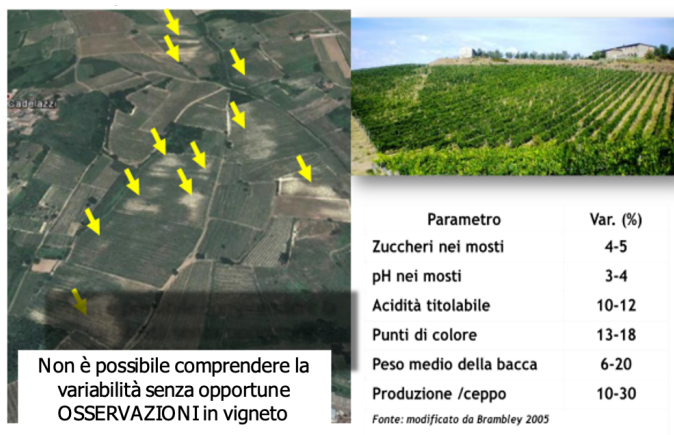 Gadelazzi
Non è possibile comprendere la
variabilità senza opportune
OSSERVAZIONI in vigneto
Parametro Var. (%)
Zuccheri nei mosti 4-5
pH nei mosti 3-4
Acidità titolabile 10-12
Punti di colore 13-18
Peso medio della bacca 6-20
Produzione /ceppo 10-30
Fonte: modificato da Brambley 2005